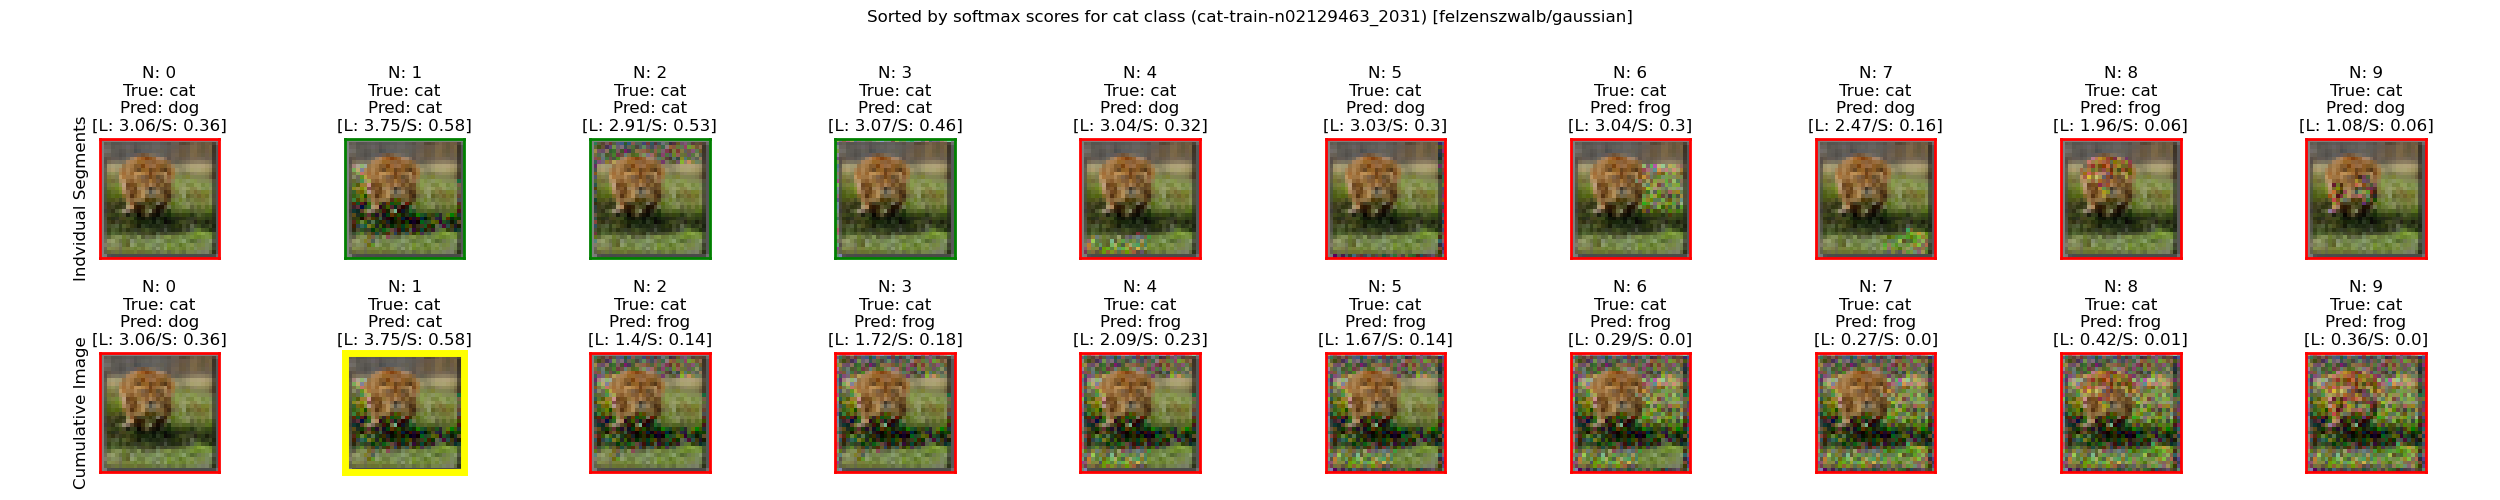 Sorted by softmax scores for cat class (cat-train-n02129463_2031) [felzenszwalb/gaussian]
Indvidual Segments
N: 0
True: cat
Pred: dog
[L: 3.06/S: 0.36]
N: 1
True: cat
Pred: cat
[L: 3.75/S: 0.58]
N: 2
True: cat
Pred: cat
[L: 2.91/S: 0.53]
N: 3
True: cat
Pred: cat
[L: 3.07/S: 0.46]
N: 4
True: cat
Pred: dog
[L: 3.04/S: 0.32]
N: 5
True: cat
Pred: dog
[L: 3.03/S: 0.3]
N: 6
True: cat
Pred: frog
[L: 3.04/S: 0.3]
N: 7
True: cat
Pred: dog
[L: 2.47/S: 0.16]
N: 8
True: cat
Pred: frog
[L: 1.96/S: 0.06]
N: 9
True: cat
Pred: dog
[L: 1.08/S: 0.06]
Cumulative Image
N: 0
True: cat
Pred: dog
[L: 3.06/S: 0.36]
N: 1
True: cat
Pred: cat
[L: 3.75/S: 0.58]
N: 2
True: cat
Pred: frog
[L: 1.4/S: 0.14]
N: 3
True: cat
Pred: frog
[L: 1.72/S: 0.18]
N: 4
True: cat
Pred: frog
[L: 2.09/S: 0.23]
N: 5
True: cat
Pred: frog
[L: 1.67/S: 0.14]
N: 6
True: cat
Pred: frog
[L: 0.29/S: 0.0]
N: 7
True: cat
Pred: frog
[L: 0.27/S: 0.0]
N: 8
True: cat
Pred: frog
[L: 0.42/S: 0.01]
N: 9
True: cat
Pred: frog
[L: 0.36/S: 0.0]